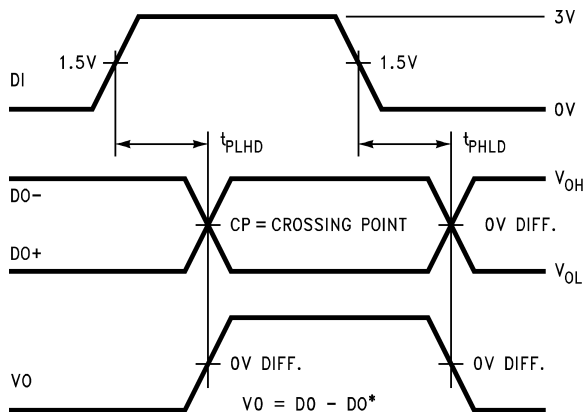 3V
1.5V
1.5V
DI
0V
tPLHD
tPHLD
VOH
DO-
CP = CROSSING POINT
0V DIFF.
DO+
VOL
0V DIFF.
0V DIFF.
VO
VO = DO - DO*